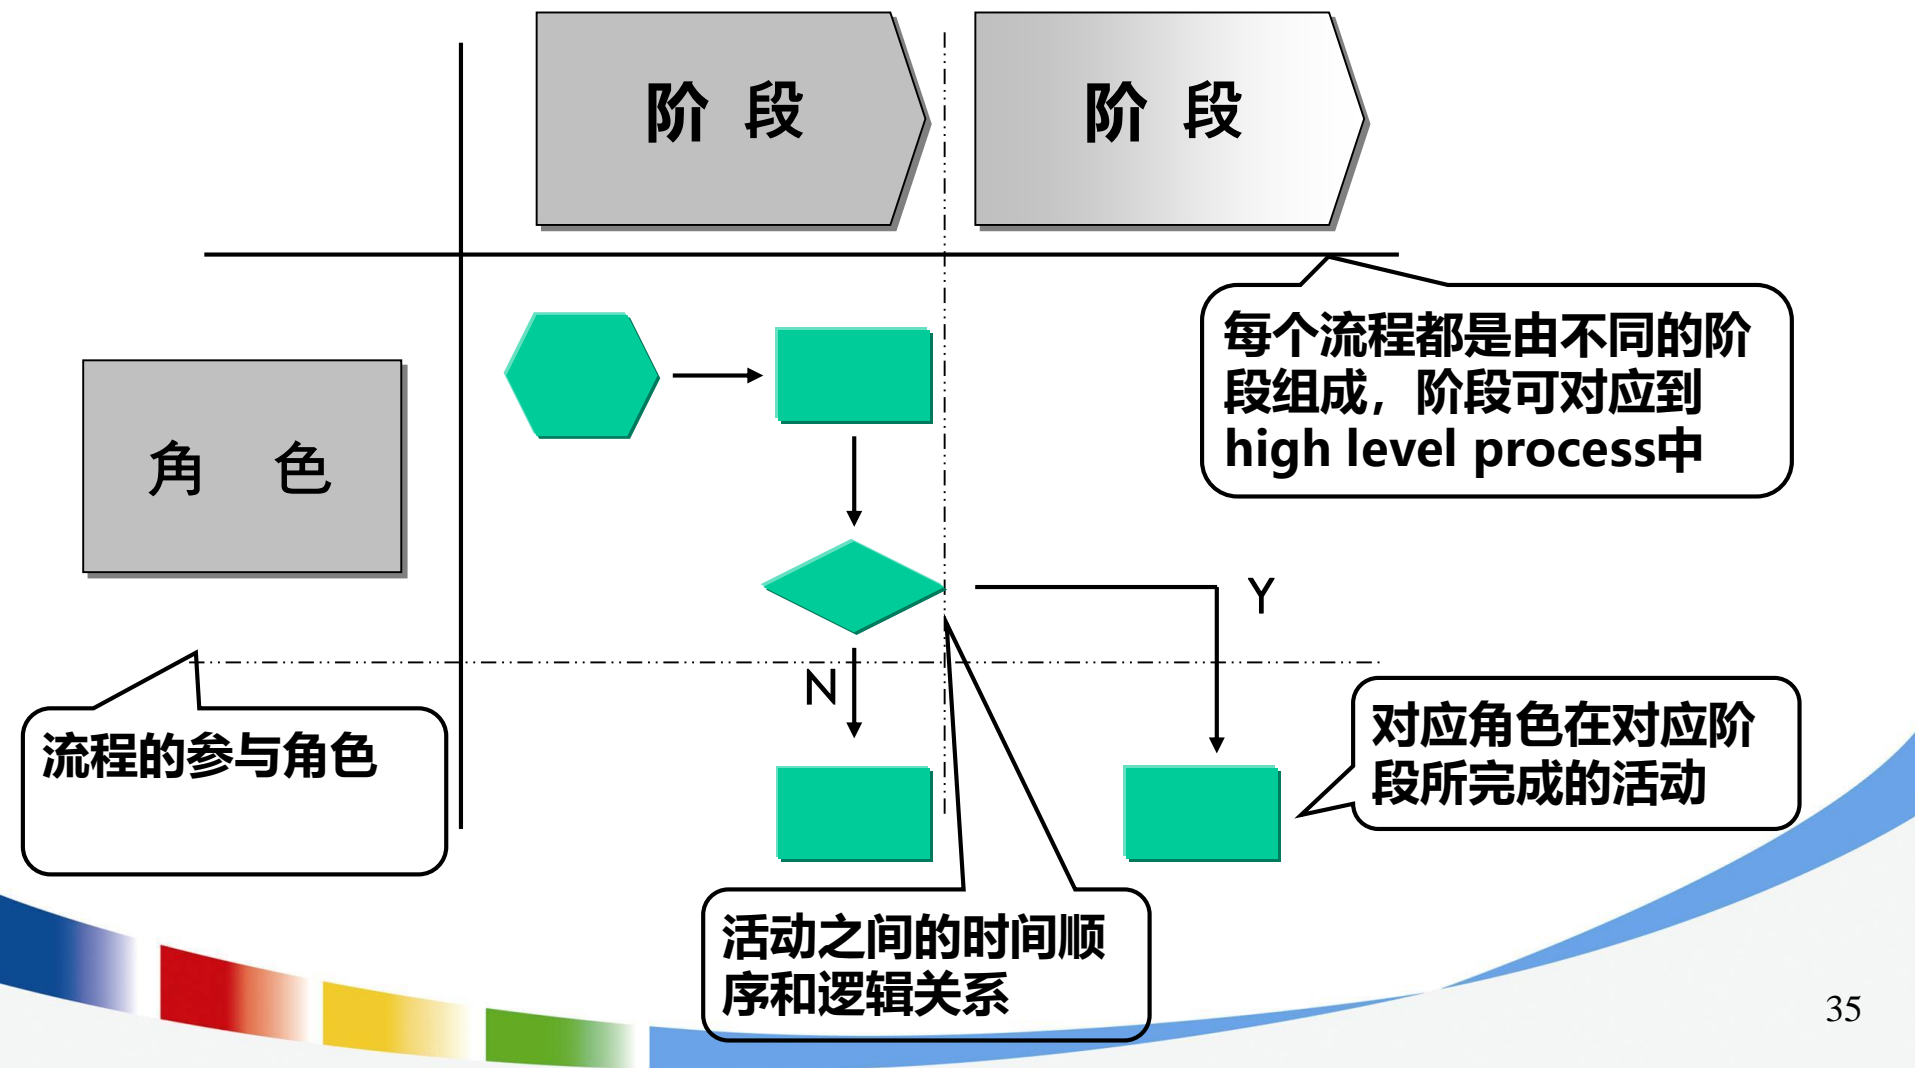 阶 段
阶 段
每个流程都是由不同的阶
段组成，阶段可对应到
high level process中
角 色
Y
N
流程的参与角色
对应角色在对应阶
段所完成的活动
活动之间的时间顺
序和逻辑关系
35